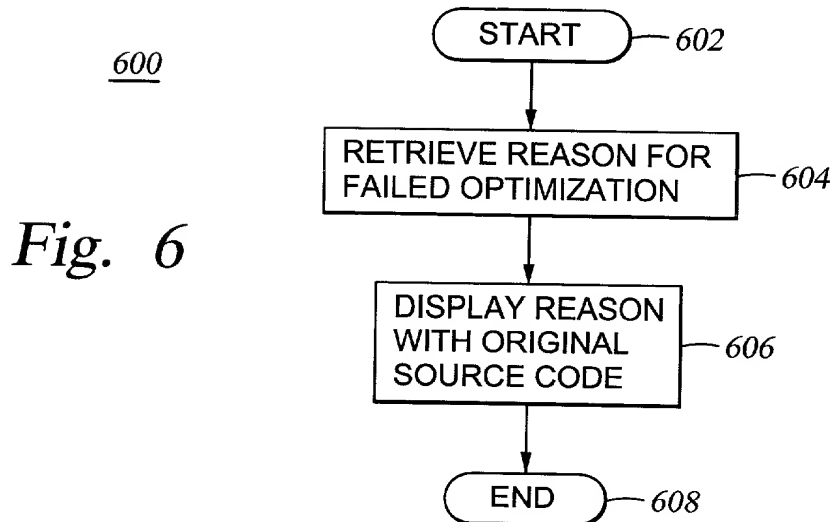 START
602
600
RETRIEVE REASON FOR
FAILED OPTIMIZATION
604
Fig. 6
DISPLAY REASON
WITH ORIGINAL
SOURCE CODE
606
END
608